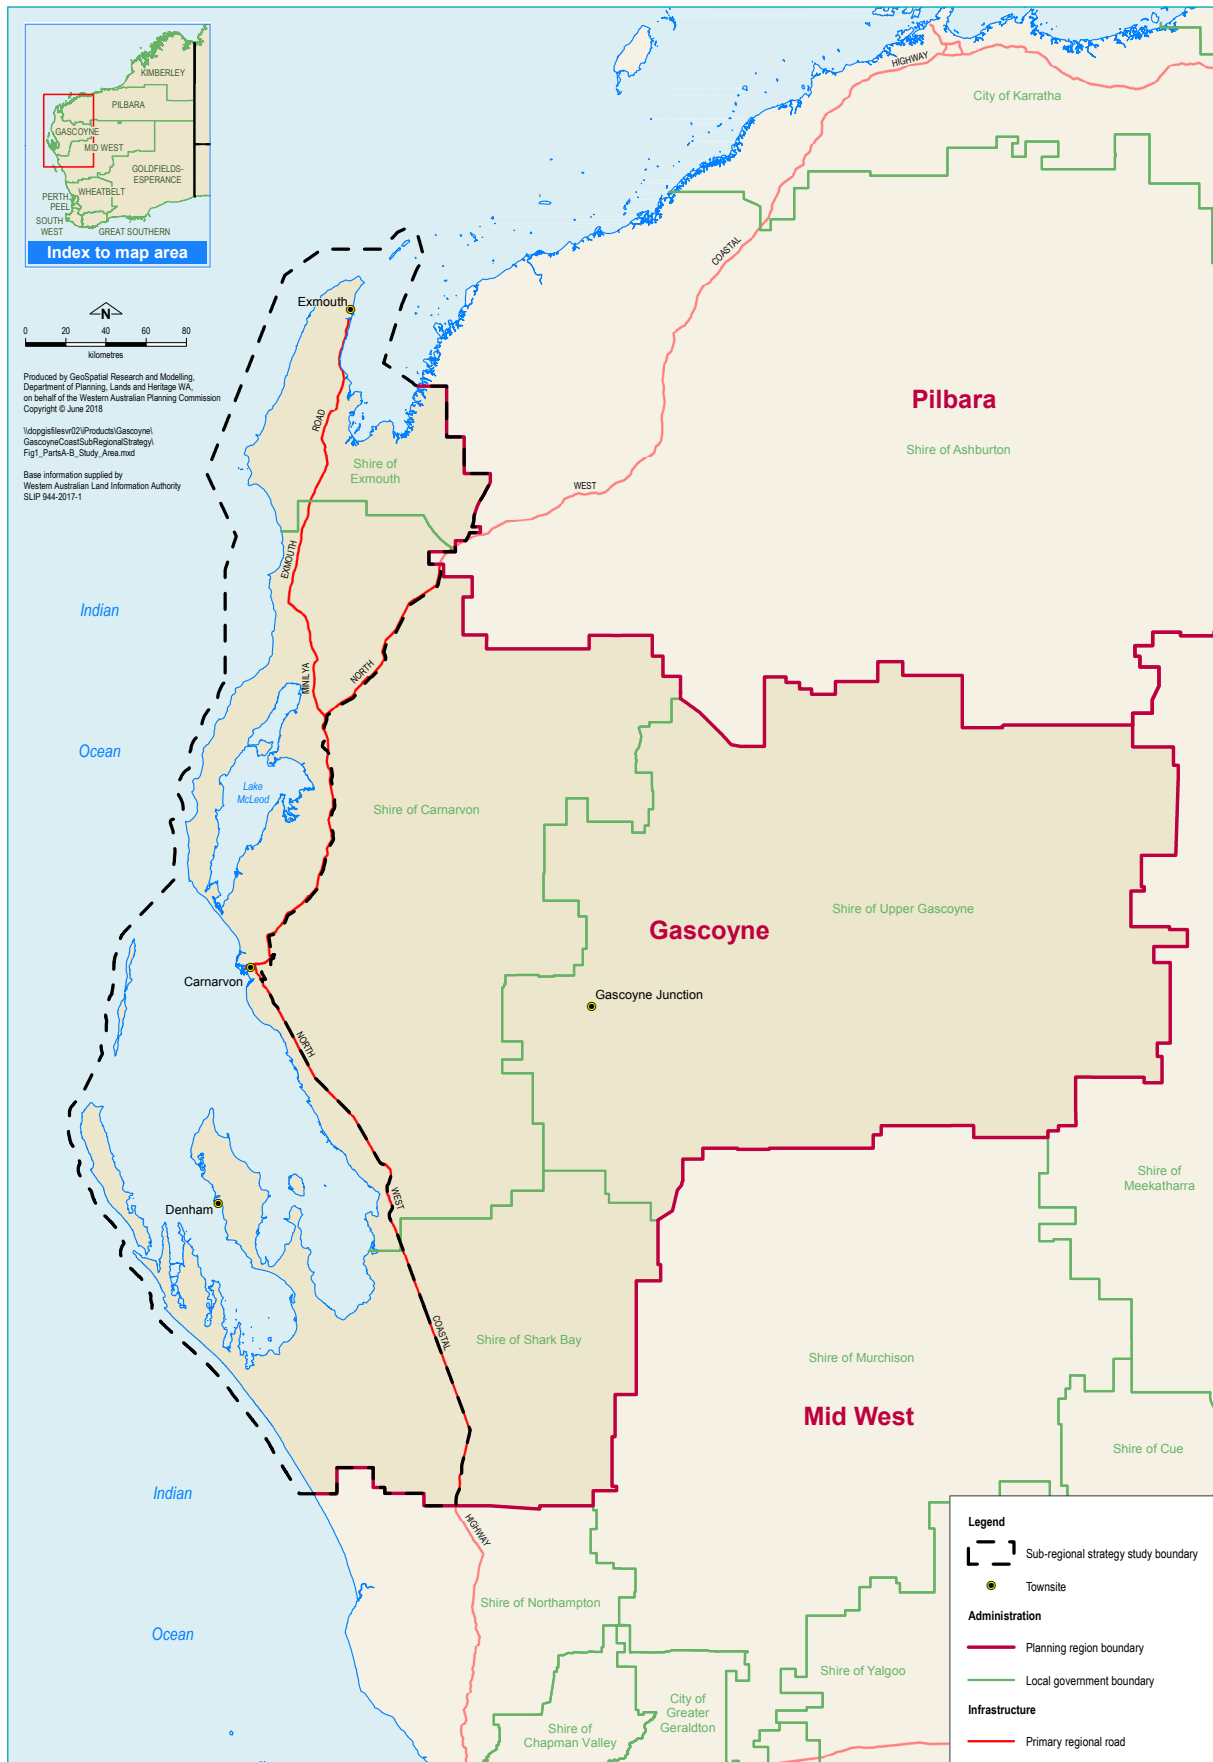 KIMBERLEY
PILBARA
GASCOYNE
MID WEST
GOLDFIELDS-
ESPERANCE
WHEATBELT
PERTH
PEEL
SOUTH
WEST
GREAT SOUTHERN
Index to map area
N
0 20 40 60 80
kilometres
Produced by GeoSpatial Research and Modelling,
Department of Planning, Lands and Heritage WA,
on behalf of the Western Australian Planning Commission
Copyright © June 2018
\\dopgisfilesvr02\iProducts\Gascoyne\
GascoyneCoastSubRegionalStrategy\
Fig1_PartsA-B_Study_Area.mxd
Base information supplied by
Western Australian Land Information Authority
SLIP 944-2017-1
HIGHWAY
City of Karratha
COASTAL
Exmouth
Pilbara
ROAD
Shire of Ashburton
Shire of
Exmouth
WEST
EXMOUTH
Indian
MINILYA
NORTH
Ocean
Lake
McLeod
Shire of Carnarvon
Shire of Upper Gascoyne
Gascoyne
Carnarvon
Gascoyne Junction
NORTH
Shire of
Meekatharra
WEST
Denham
COASTAL
Shire of Shark Bay
Shire of Murchison
Mid West
Shire of Cue
Indian
HIGHWAY
Shire of Northampton
Ocean
Shire of Yalgoo
City of
Greater
Geraldton
Shire of
Chapman Valley
Legend
Sub-regional strategy study boundary
Townsite
Administration
Planning region boundary
Local government boundary
Infrastructure
Primary regional road